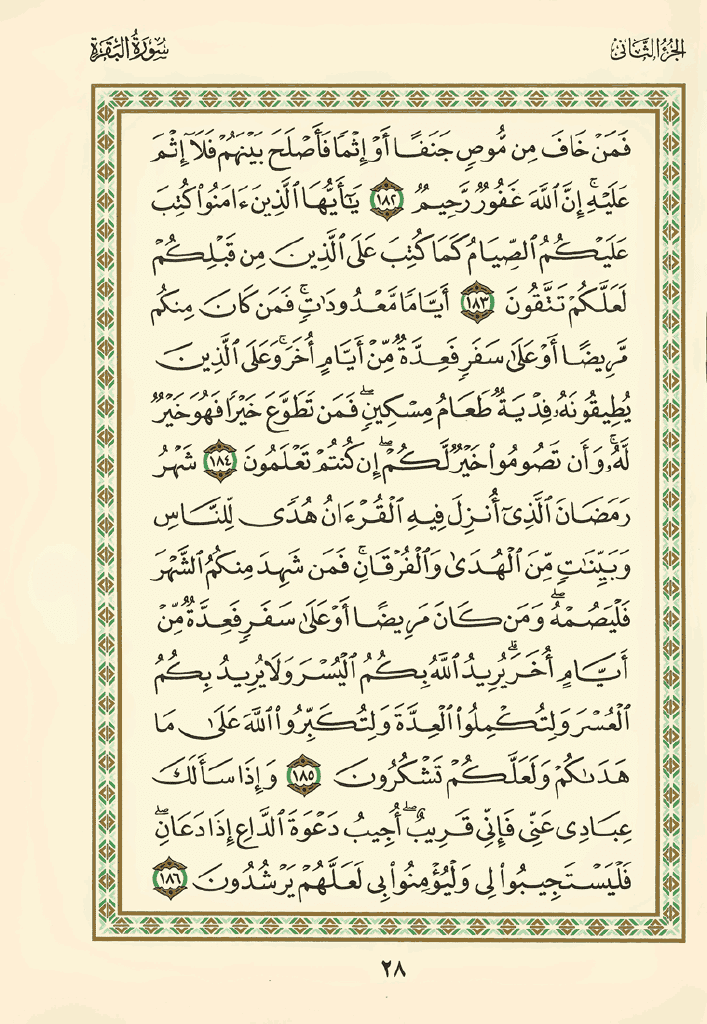 الجزء الثاني
سورة البقرة
فَمَنْ خَافَ مِن مُّوصٍ جَنَفًا أَوْ إِثْمًا فَأَصْلَحَ بَيْنَهُمْ فَلَآ إِثْمَ
عَلَيْهِۚ إِنَّ ٱللَّهَ غَفُورٌ رَّحِيمٌ ١٨٢ يَٰٓأَيُّهَا ٱلَّذِينَ ءَامَنُوا۟ كُتِبَ
عَلَيْكُمُ ٱلصِّيَامُ كَمَا كُتِبَ عَلَى ٱلَّذِينَ مِن قَبْلِكُمْ
لَعَلَّكُمْ تَتَّقُونَ ١٨٣ أَيَّامًا مَّعْدُودَٰتٍۚ فَمَن كَانَ مِنكُم
مَّرِيضًا أَوْ عَلَىٰ سَفَرٍ فَعِدَّةٌ مِّنْ أَيَّامٍ أُخَرَۚ وَعَلَى ٱلَّذِينَ
يُطِيقُونَهُۥ فِدْيَةٌ طَعَامُ مِسْكِينٍۖ فَمَن تَطَوَّعَ خَيْرًا فَهُوَ خَيْرٌ
لَّهُۥۚ وَأَن تَصُومُوا۟ خَيْرٌ لَّكُمْۖ إِن كُنتُمْ تَعْلَمُونَ ١٨٤ شَهْرُ
رَمَضَانَ ٱلَّذِىٓ أُنزِلَ فِيهِ ٱلْقُرْءَانُ هُدًى لِّلنَّاسِ
وَبَيِّنَٰتٍ مِّنَ ٱلْهُدَىٰ وَٱلْفُرْقَانِۚ فَمَن شَهِدَ مِنكُمُ ٱلشَّهْرَ
فَلْيَصُمْهُۖ وَمَن كَانَ مَرِيضًا أَوْ عَلَىٰ سَفَرٍ فَعِدَّةٌ مِّنْ
أَيَّامٍ أُخَرَۗ يُرِيدُ ٱللَّهُ بِكُمُ ٱلْيُسْرَ وَلَا يُرِيدُ بِكُمُ
ٱلْعُسْرَ وَلِتُكْمِلُوا۟ ٱلْعِدَّةَ وَلِتُكَبِّرُوا۟ ٱللَّهَ عَلَىٰ مَا
هَدَىٰكُمْ وَلَعَلَّكُمْ تَشْكُرُونَ ١٨٥ وَإِذَا سَأَلَكَ
عِبَادِى عَنِّى فَإِنِّى قَرِيبٌۖ أُجِيبُ دَعْوَةَ ٱلدَّاعِ إِذَا دَعَانِۖ
فَلْيَسْتَجِيبُوا۟ لِى وَلْيُؤْمِنُوا۟ بِى لَعَلَّهُمْ يَرْشُدُونَ ١٨٦
٢٨